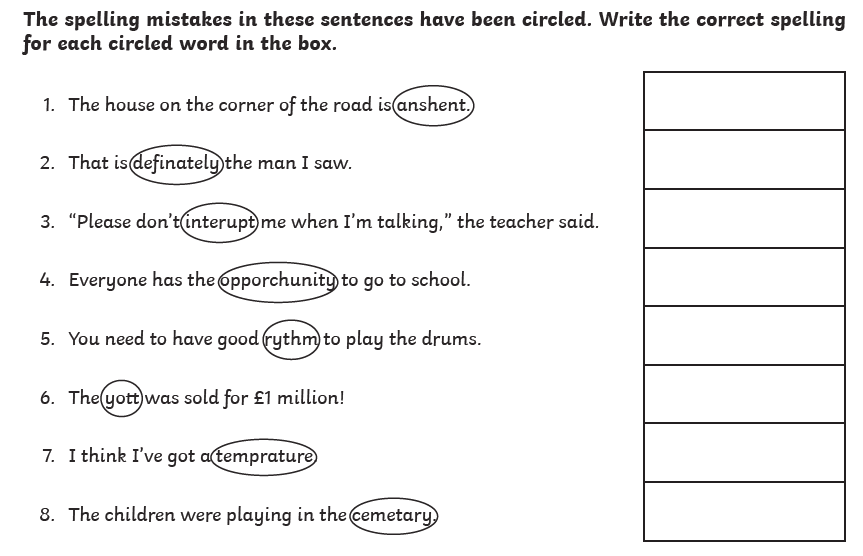 The spelling mistakes in these sentences have been circled. Write the correct spelling
for each circled word in the box.
1. The house on the corner of the road is anshent.
2. That is definately the man I saw.
3. “Please don’t interupt me when I’m talking,” the teacher said.
4. Everyone has the opporchunity to go to school.
5. You need to have good rythm to play the drums.
6. The yott was sold for £1 million!
7. I think I’ve got a temprature.
8. The children were playing in the cemetary.